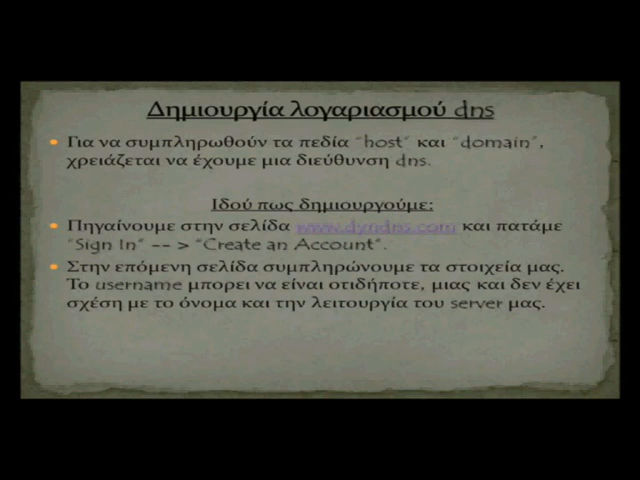 Δημιουργία λογαριασμού dns
Για να συμπληρωθούν τα πεδία "host" και "domain",
χρειάζεται να έχουμε μια διεύθυνση dns.
Ιδού πως δημιουργούμε:
Πηγαίνουμε στην σελίδα www.dyndns.com και πατάμε
"Sign In" -- > "Create an Account".
Στην επόμενη σελίδα συμπληρώνουμε τα στοιχεία μας.
Το username μπορει να είναι οτιδήποτε, μιας και δεν έχει
σχέση με το όνομα και την λειτουργία του server μας.